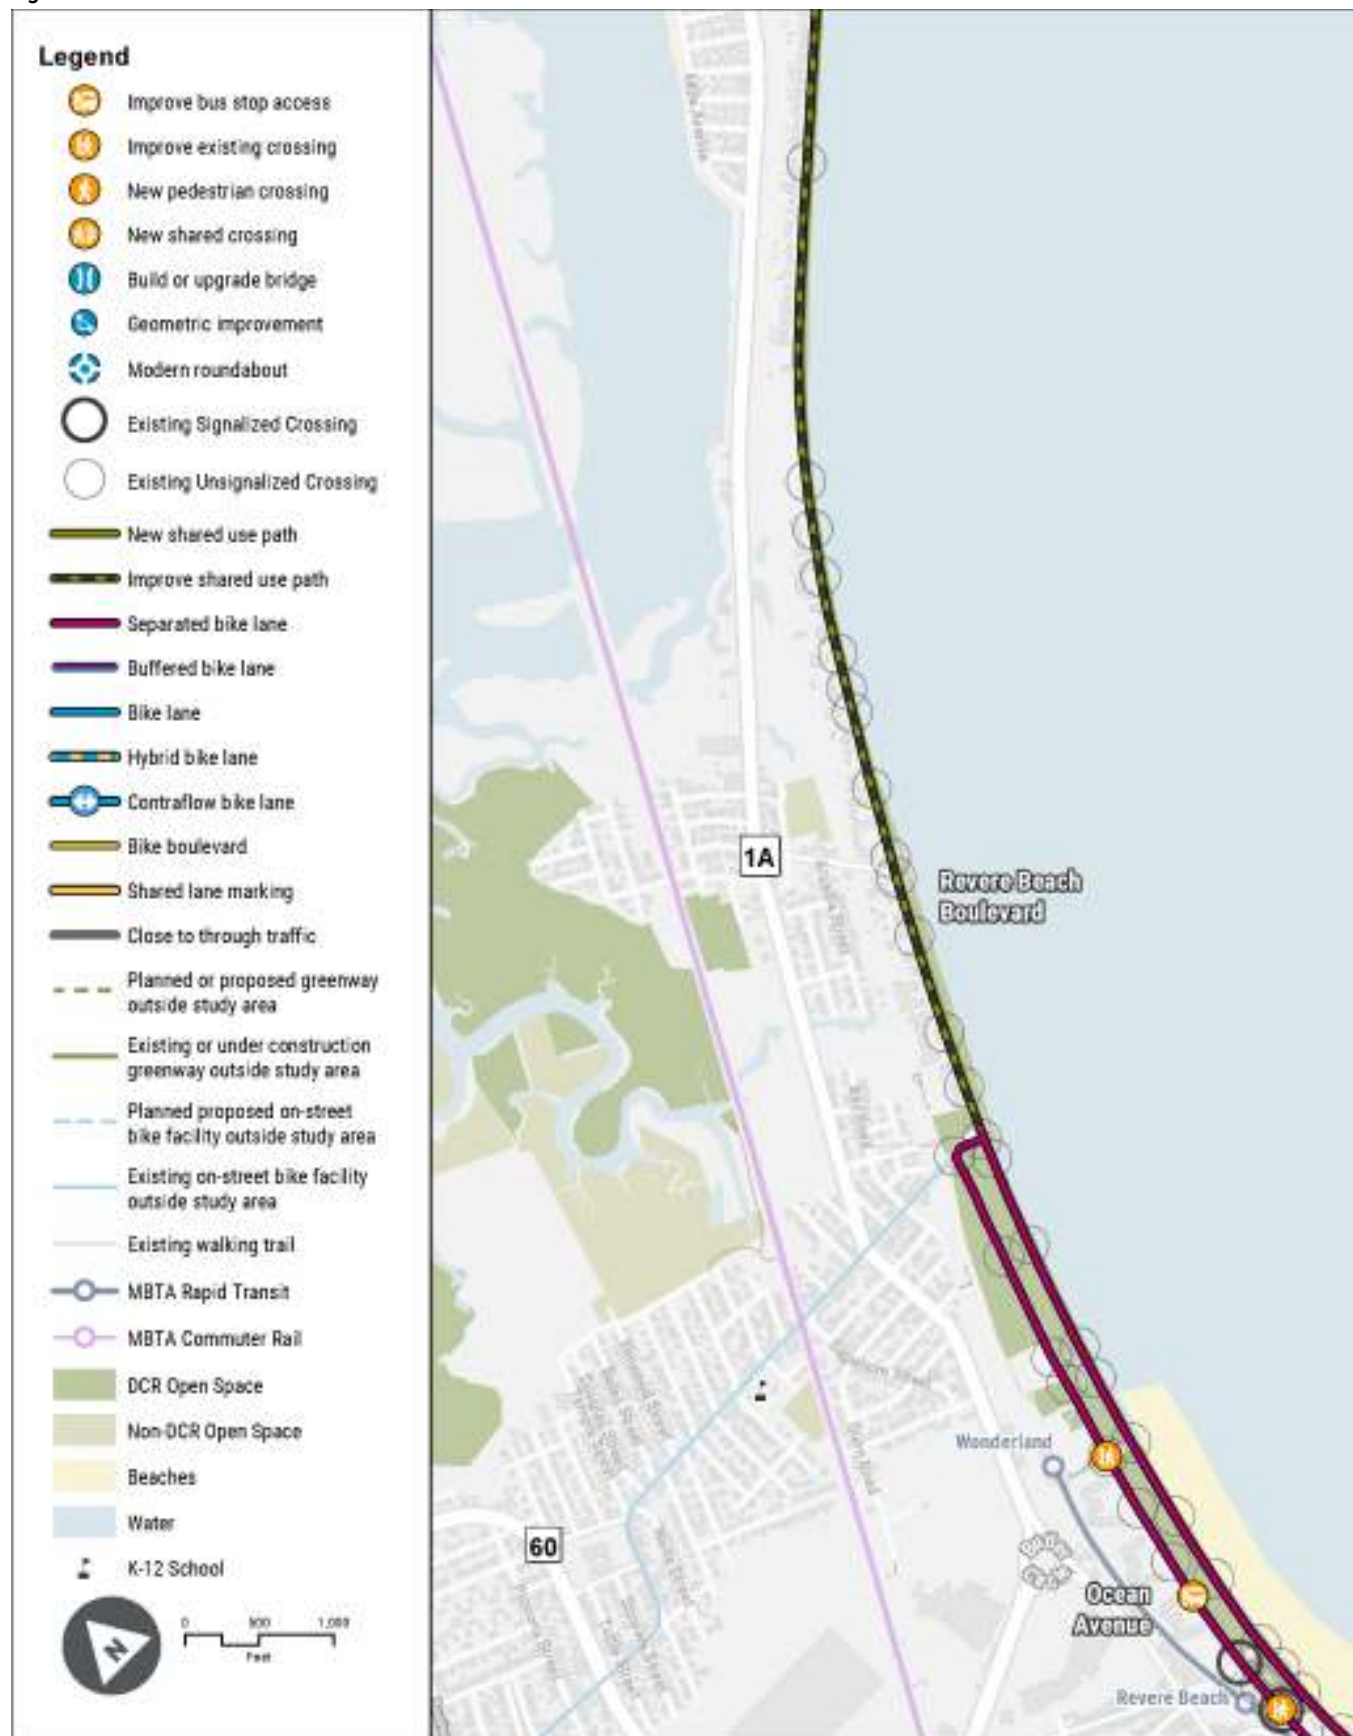 Legend
Improve bus stop access
Improve existing crossing
New pedestrian crossing
New shared crossing
Build or upgrade bridge
Geometric improvement
Modern roundabout
Existing Signalized Crossing
Existing Unsignalized Crossing
New shared use path
Improve shared use path
Separated bike lane
Buffered bike lane
Bike lane
Hybrid bike lane
Contraflow bike lane
Bike boulevard
Shared lane marking
Close to through traffic
Planned or proposed greenway
outside study area
Existing or under construction
greenway outside study area
Planned proposed on-street
bike facility outside study area
Existing on-street bike facility
outside study area
Existing walking trail
MBTA Rapid Transit
MBTA Commuter Rail
DCR Open Space
Non-DCR Open Space
Beaches
Water
K-12 School
N
0 500 1,000
Feet
1A
Revere Beach
Boulevard
Wonderland
60
Ocean
Avenue
Revere Beach